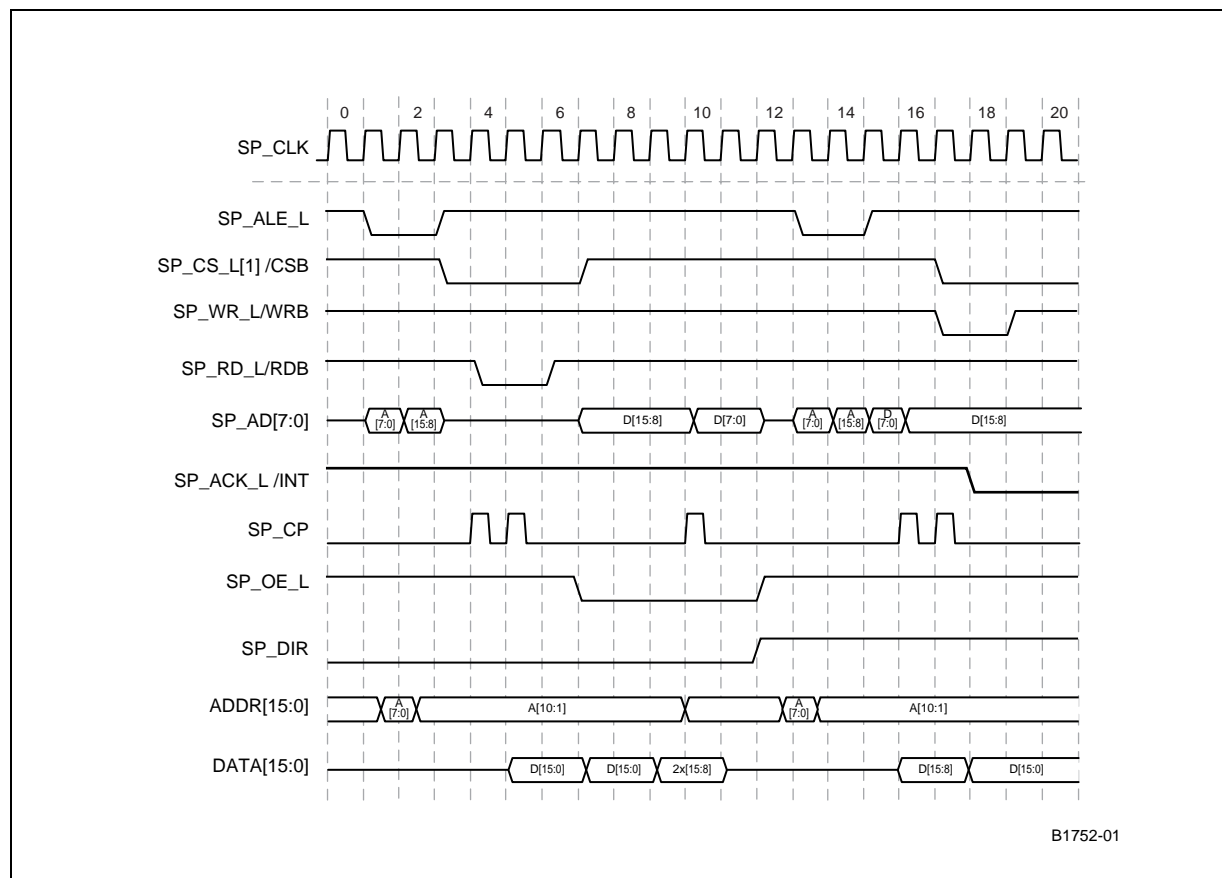 0 2 4 6 8 10 12 14 16 18 20
SP_CLK
SP_ALE_L
SP_CS_L[1] /CSB
SP_WR_L/WRB
SP_RD_L/RDB
SP_AD[7:0] A [7:0] A [15:8] D[15:8] D[7:0] A [7:0] A [15:8] D [7:0] D[15:8]
SP_ACK_L /INT
SP_CP
SP_OE_L
SP_DIR
ADDR[15:0] A [7:0] A[10:1] A [7:0] A[10:1]
DATA[15:0] D[15:0] D[15:0] 2x[15:8] D[15:8] D[15:0]
B1752-01